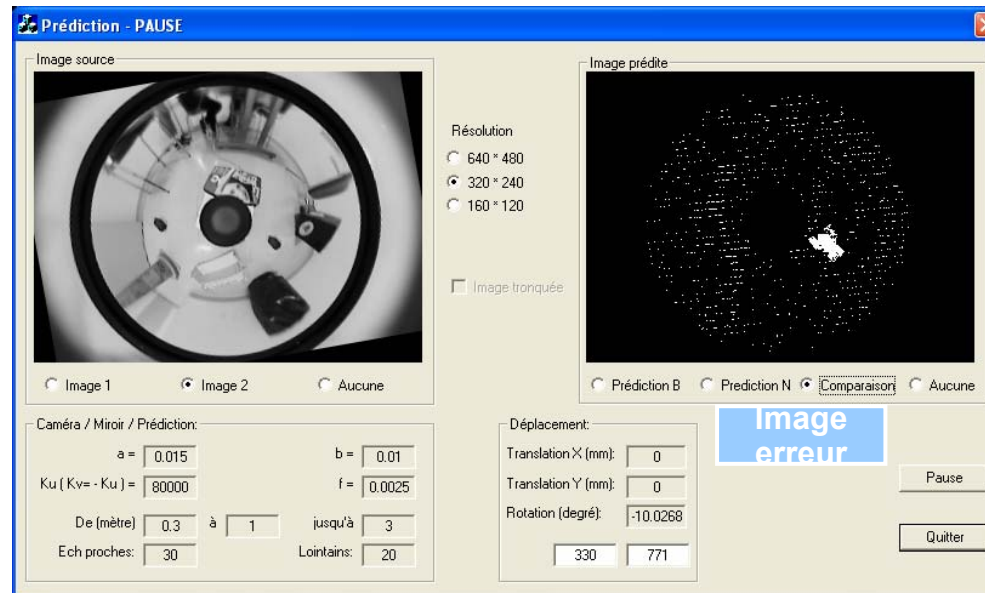 Prédiction - PAUSE
Image source
Image prédite
Résolution
640 * 480
320 * 240
160 * 120
Image tronquée
Image 1
Image 2
Aucune
Prédiction B
Prediction N
Comparaison
Aucune
Image
erreur
Caméra / Miroir / Prédiction:
a = 0.015
b = 0.01
Ku ( Kv= - Ku ) = 80000
f = 0.0025
De (mètre) 0.3 à 1 jusqu'à 3
Ech proches: 30
Lointains: 20
Déplacement:
Translation X (mm): 0
Translation Y (mm): 0
Rotation (degré): -10.0268
330 771
Pause
Quitter